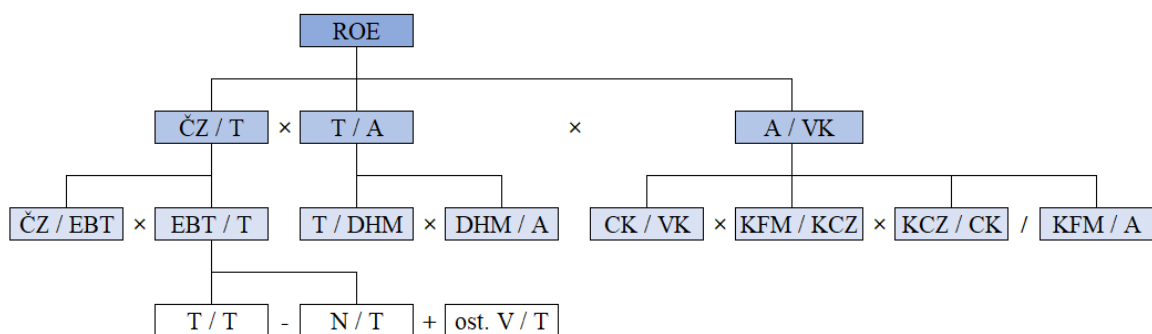 ROE
ČZ / T × T / A × A / VK
ČZ / EBT × EBT / T T / DHM × DHM / A CK / VK × KFM / KCZ × KCZ / CK / KFM / A
T / T - N / T + ost. V / T